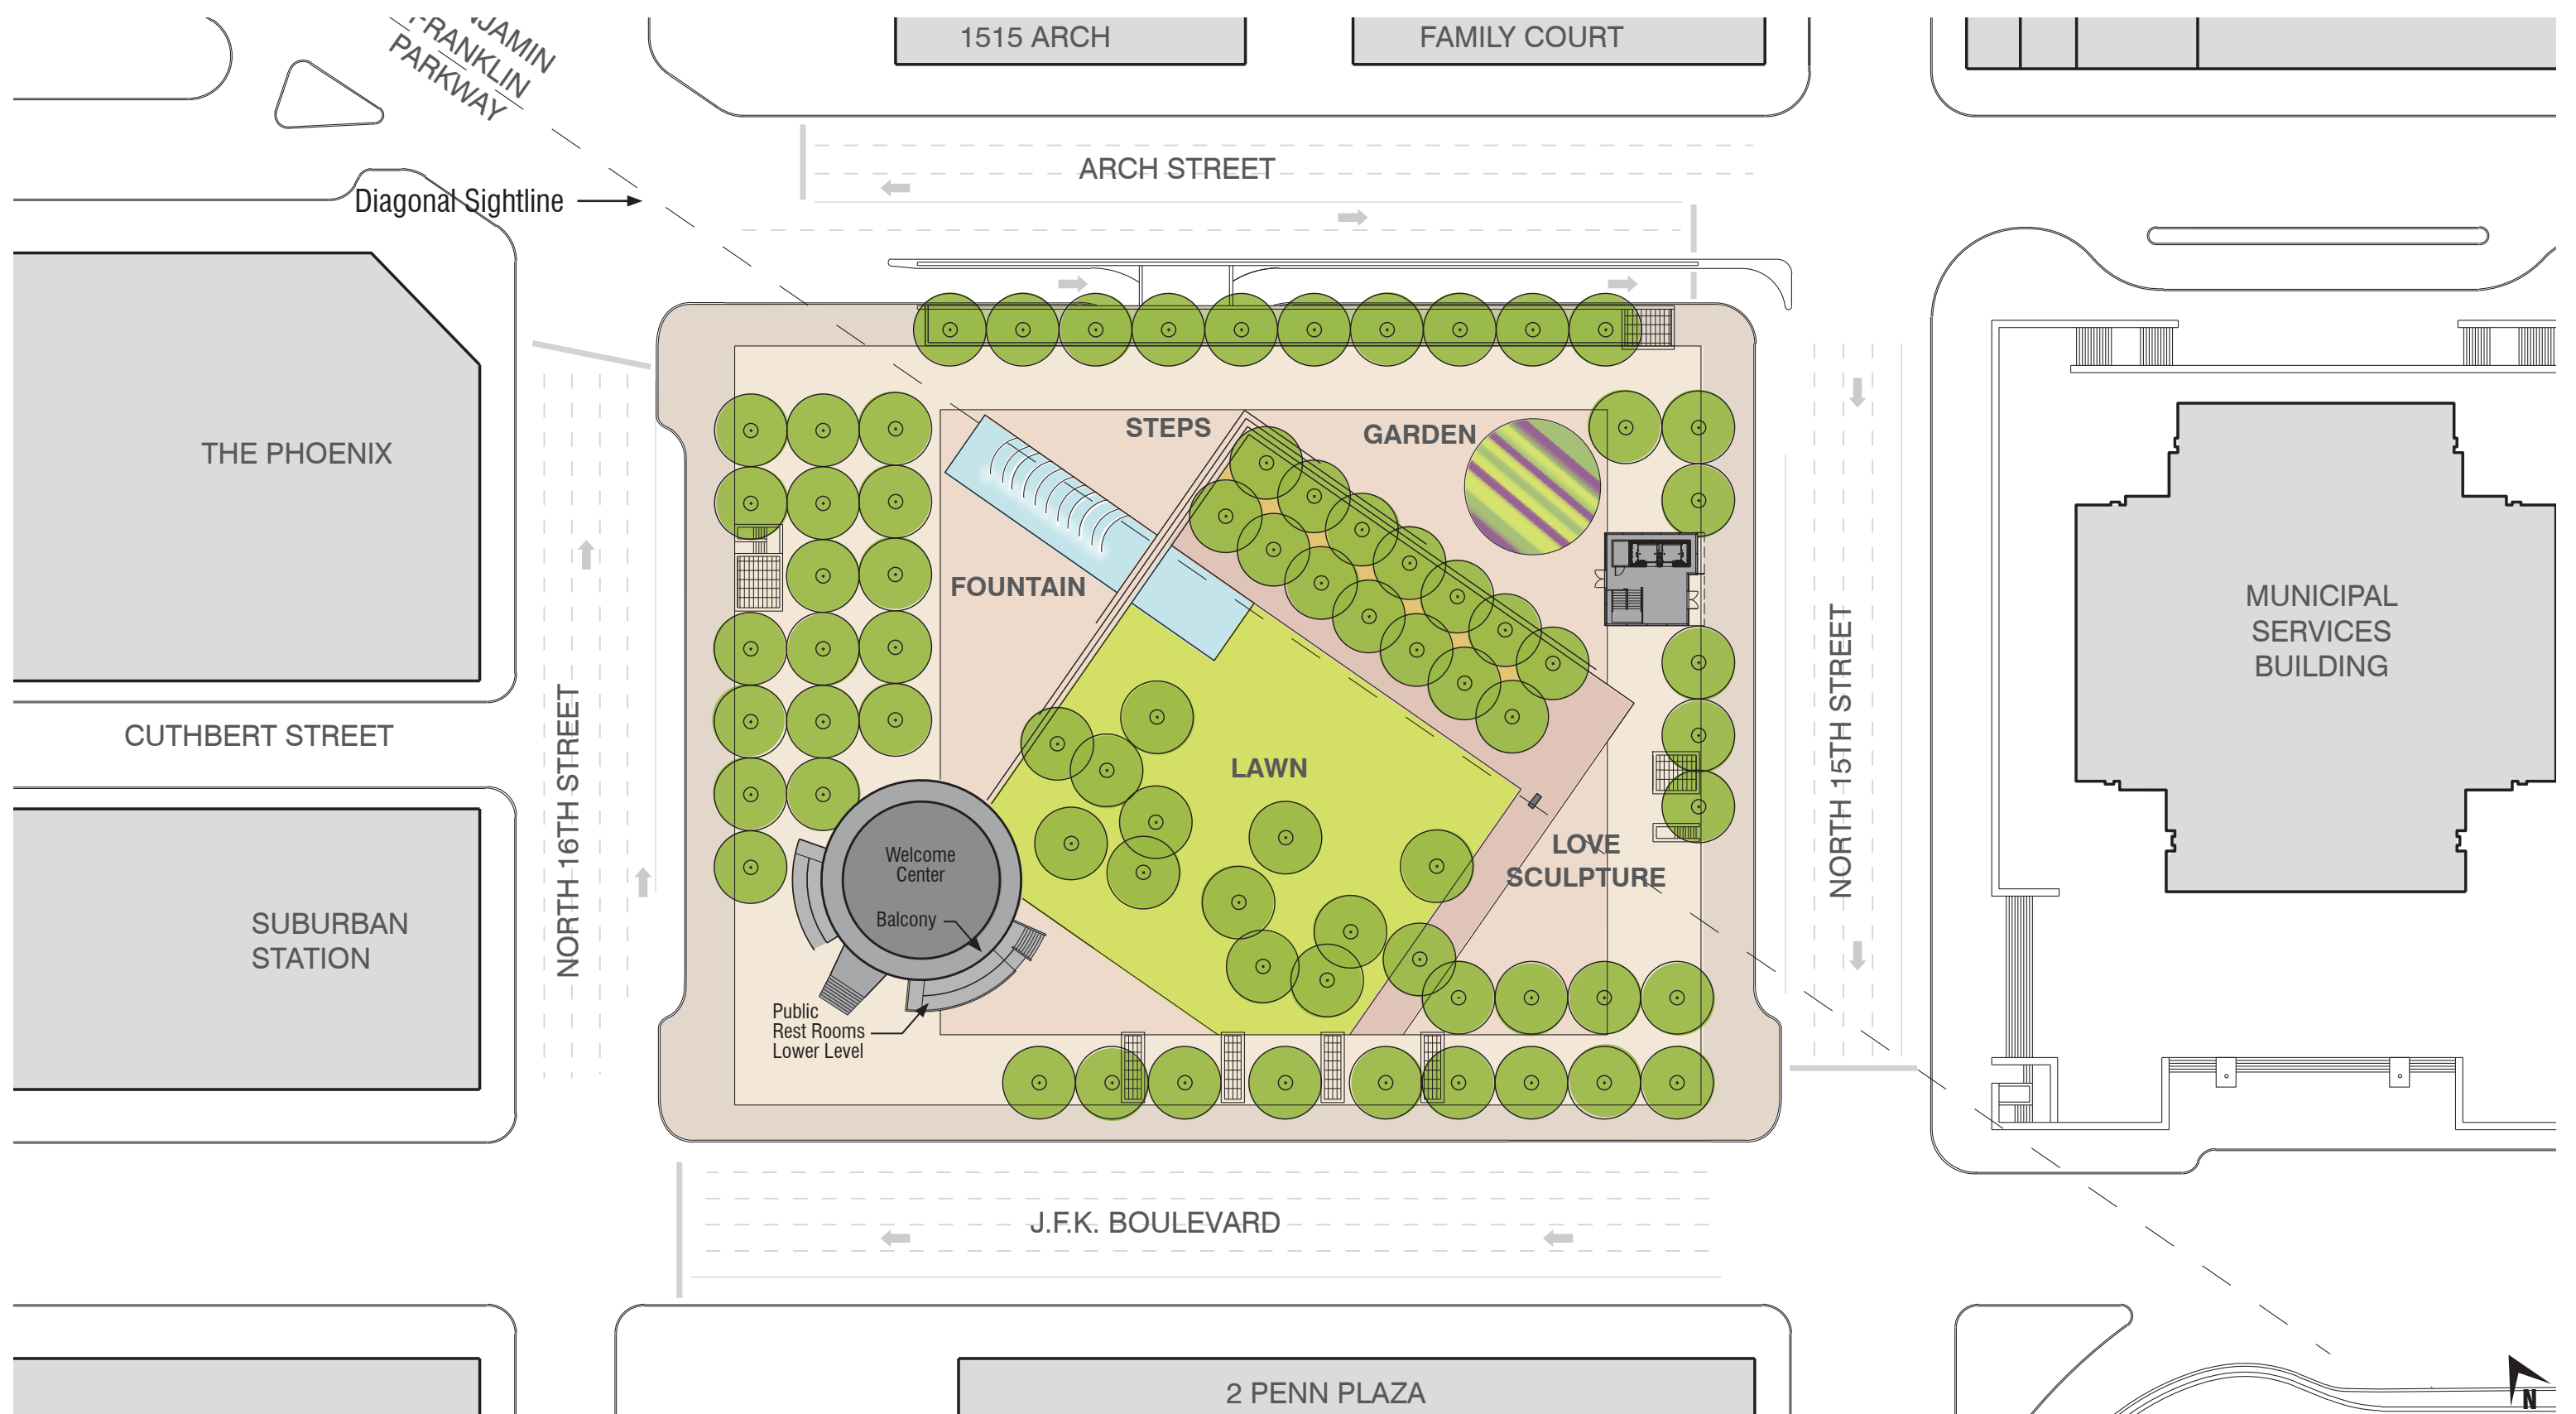 JAMIN
FRANKLIN
PARKWAY
1515 ARCH
FAMILY COURT
ARCH STREET
Diagonal Sightline
THE PHOENIX
STEPS
GARDEN
FOUNTAIN
MUNICIPAL
SERVICES
BUILDING
CUTHBERT STREET
NORTH 16TH STREET
NORTH 15TH STREET
LAWN
LOVE
SCULPTURE
Welcome
Center
Balcony
SUBURBAN
STATION
Public
Rest Rooms
Lower Level
J.F.K. BOULEVARD
2 PENN PLAZA
N